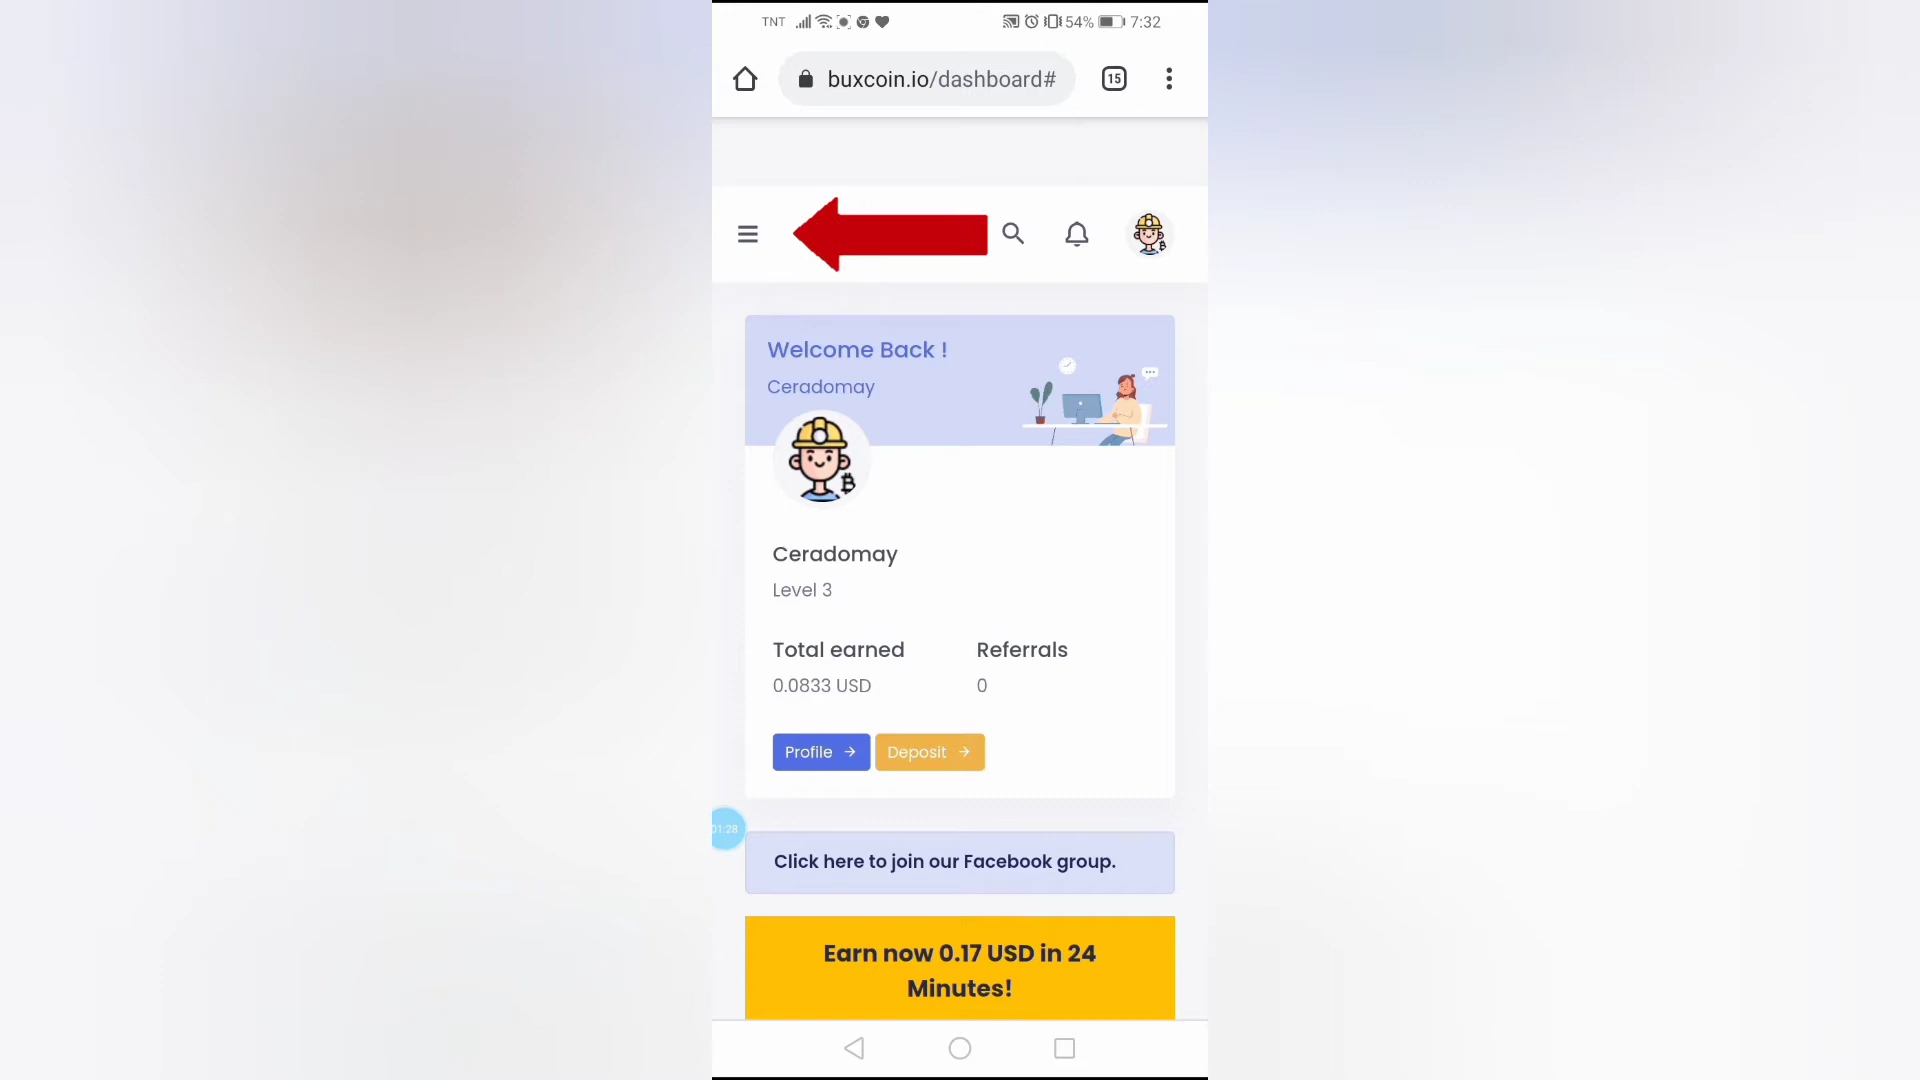 TNT 54% 7:32
buxcoin.io/dashboard# 15
Welcome Back !
Ceradomay
Ceradomay
Level 3
Total earned Referrals
0.0833 USD 0
Profile → Deposit →
01:28
Click here to join our Facebook group.
Earn now 0.17 USD in 24
Minutes!